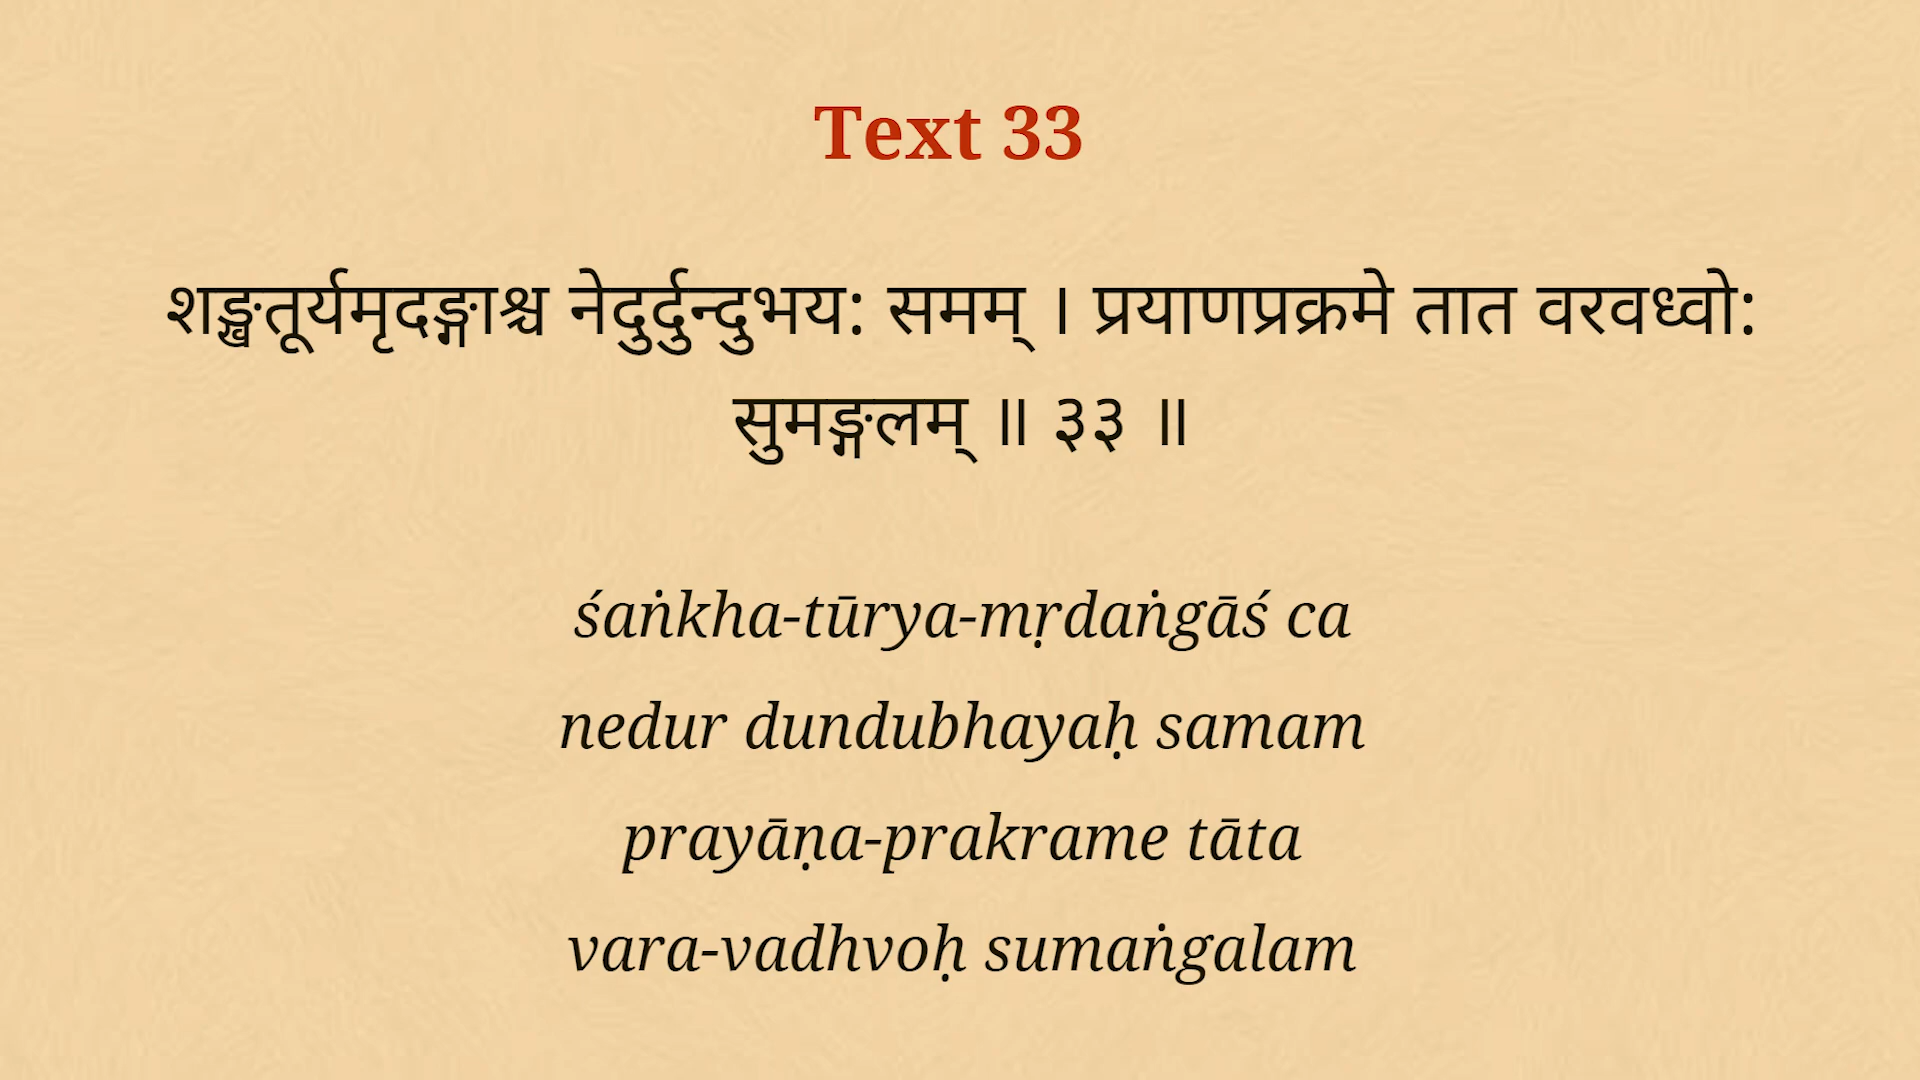 Text 33
शङ्खतूर्यमृदङ्गाश्च नेदुर्दुन्दुभय: समम् । प्रयाणप्रक्रमे तात वरवध्वो:
सुमङ्गलम् ॥ ३३ ॥
śaṅkha-tūrya-mṛdaṅgāś ca
nedur dundubhayaḥ samam
prayāṇa-prakrame tāta
vara-vadhvoḥ sumaṅgalam